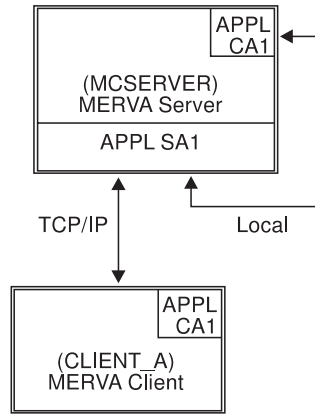 APPL
CA1
(MCSERVER)
MERVA Server
APPL SA1
TCP/IP
Local
APPL
CA1
(CLIENT_A)
MERVA Client